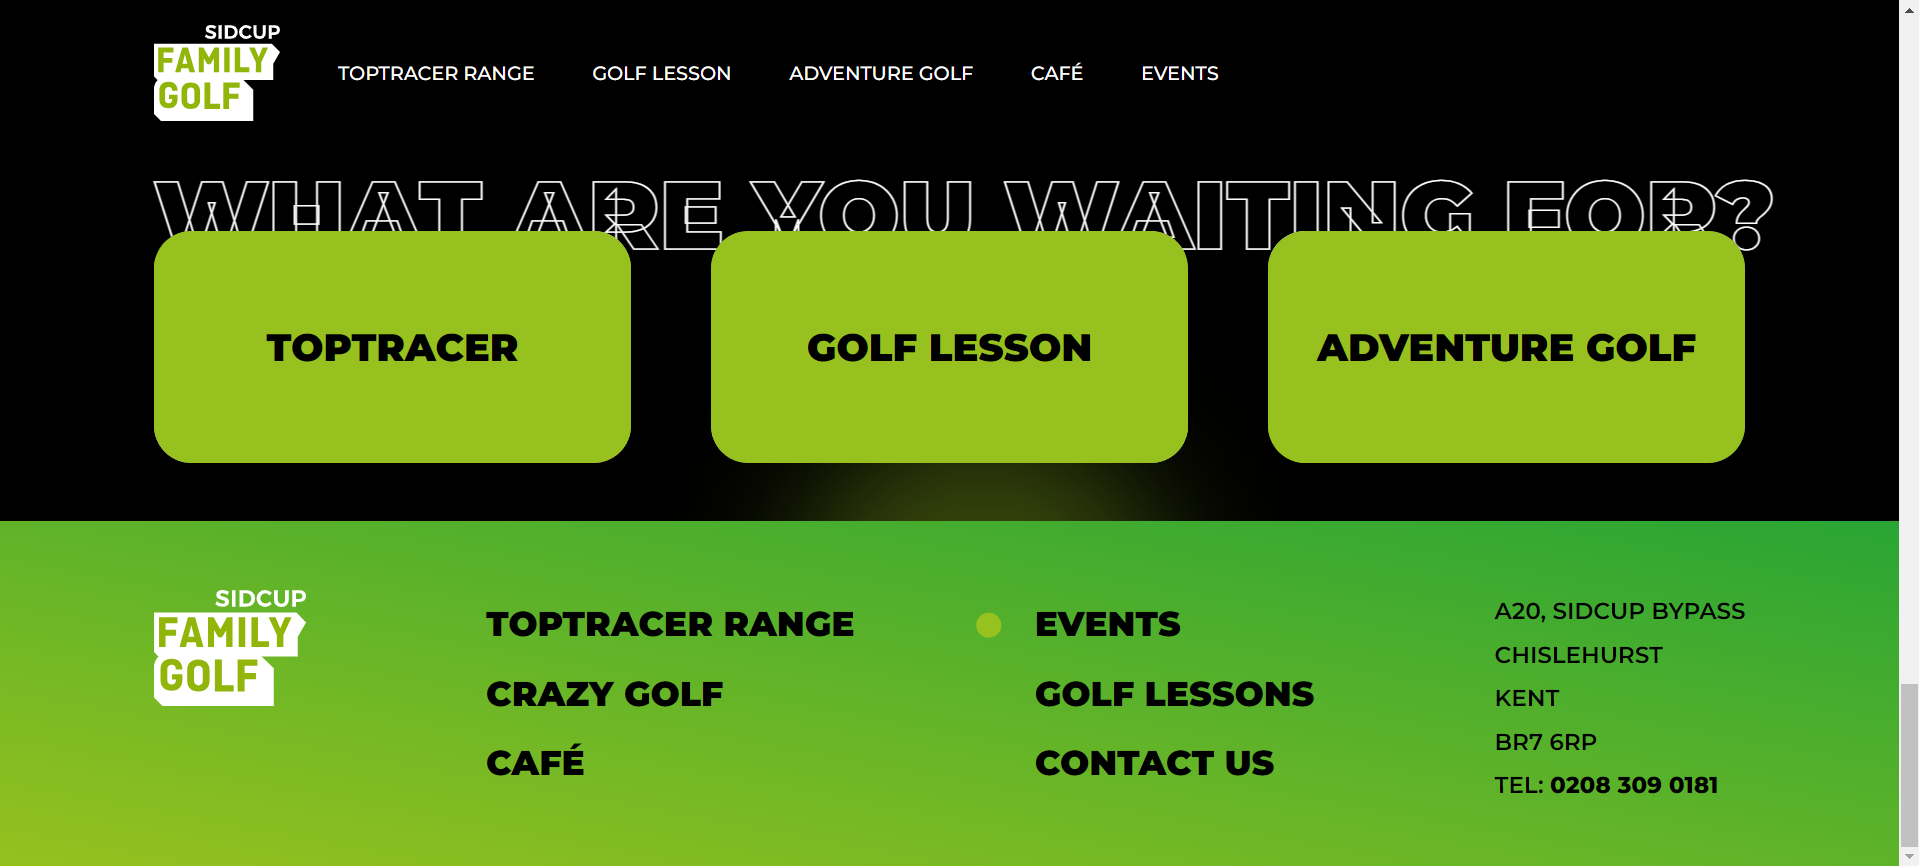 SIDCUP
FAMILY
GOLF
TOPTRACER RANGE
GOLF LESSON
ADVENTURE GOLF
CAFÉ
EVENTS
WHAT ARE YOU WAITING FOR?
TOPTRACER
GOLF LESSON
ADVENTURE GOLF
SIDCUP
FAMILY
GOLF
TOPTRACER RANGE
CRAZY GOLF
CAFÉ
EVENTS
GOLF LESSONS
CONTACT US
A20, SIDCUP BYPASS
CHISLEHURST
KENT
BR7 6RP
TEL: 0208 309 0181